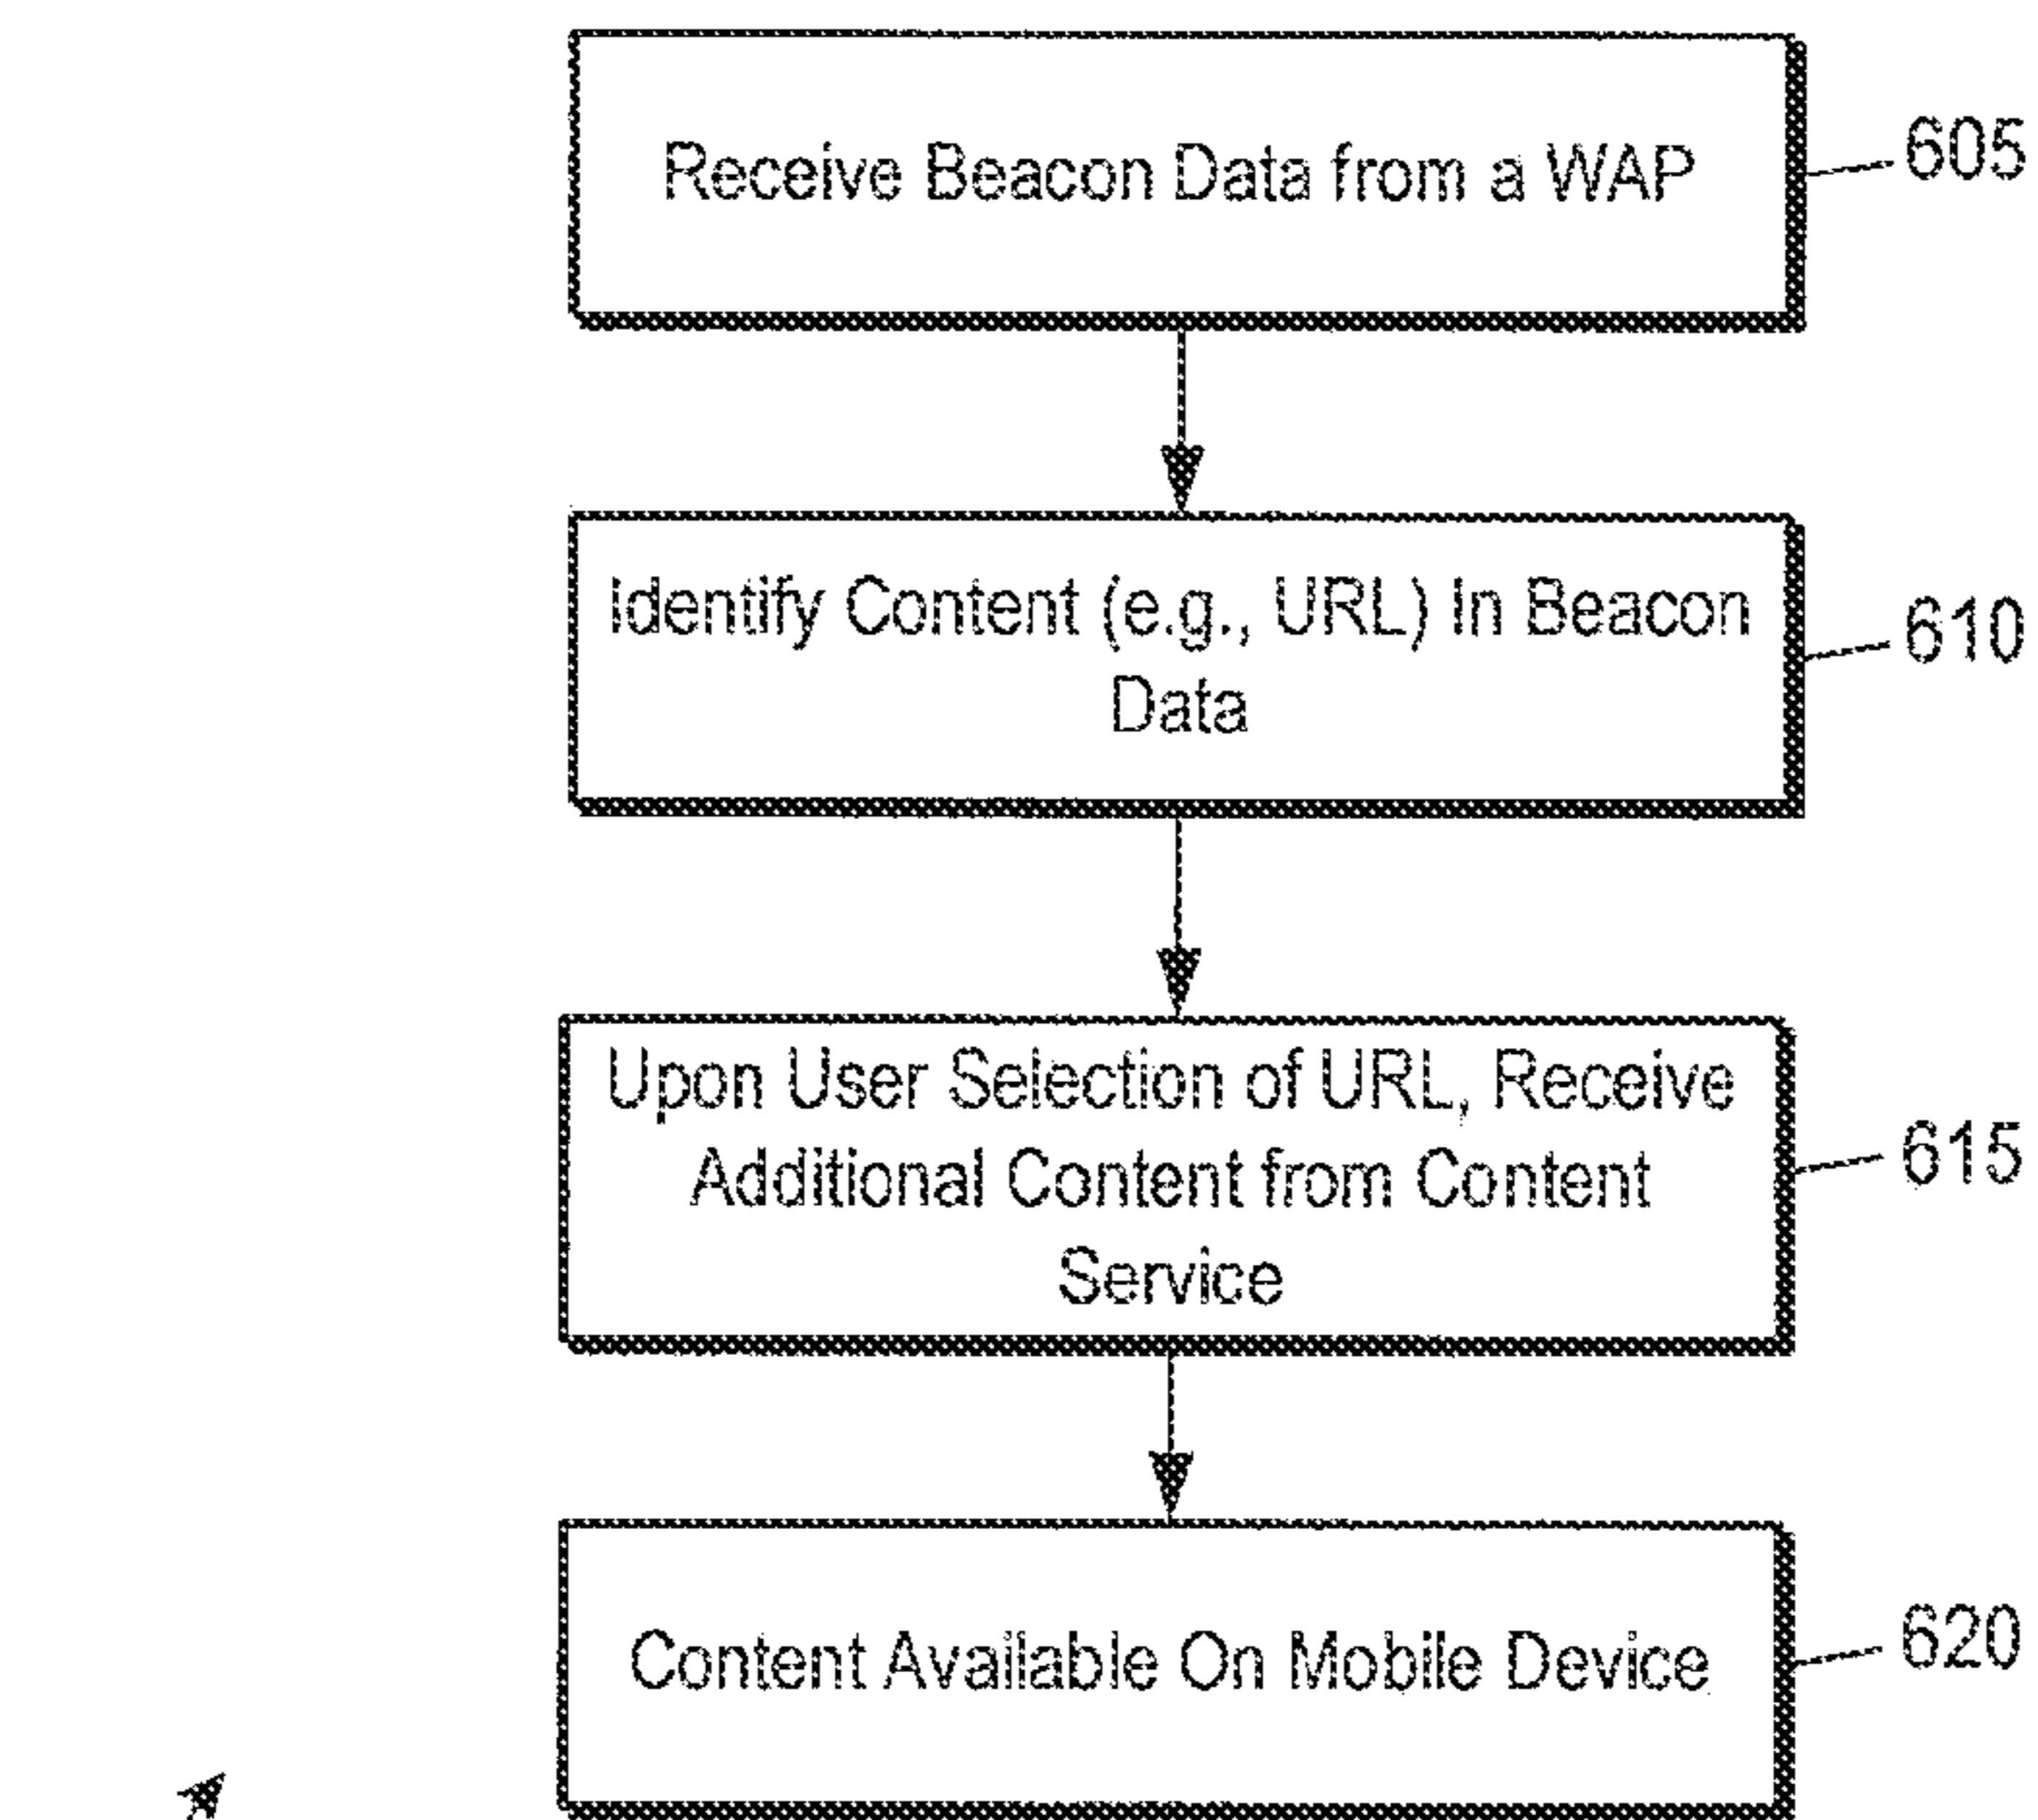 Receive Beacon Data from a WAP
605
Identify Content (e.g., URL) In Beacon
Data
610
Upon User Selection of URL, Receive
Additional Content from Content
Service
615
Content Available On Mobile Device
620